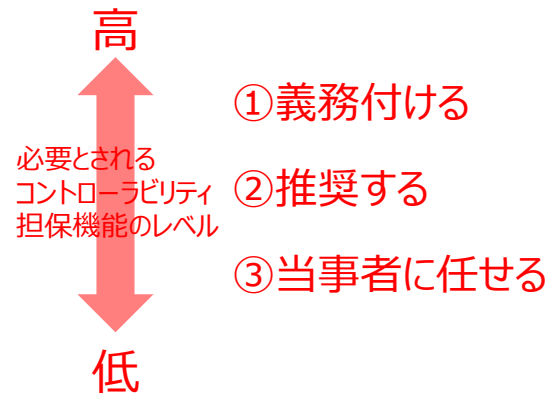 高
①義務付ける
必要とされる
コントローラビリティ
担保機能のレベル
②推奨する
③当事者に任せる
低